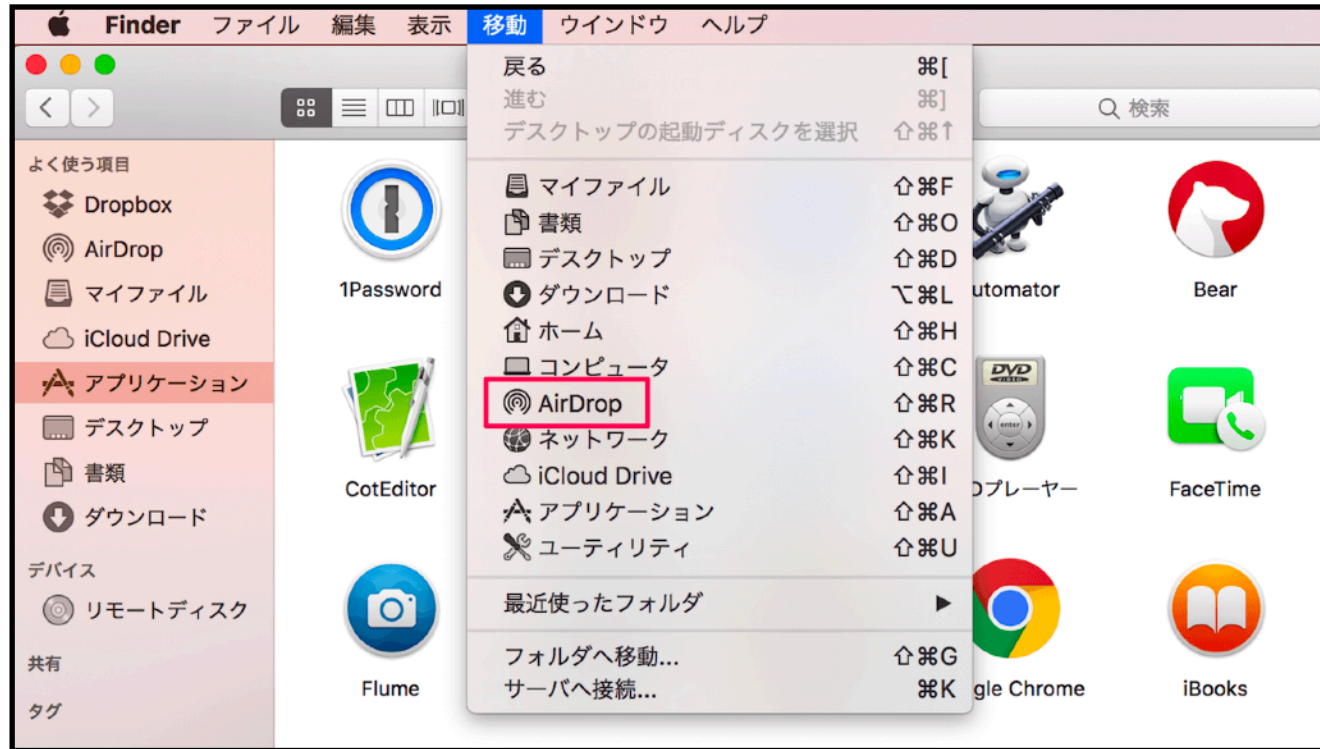 Finder ファイル 編集 表示 移動 ウインドウ ヘルプ
戻る ⌘[
進む ⌘]
デスクトップの起動ディスクを選択 ⇧⌘↑
検索
マイファイル ⇧⌘F
書類 ⇧⌘O
デスクトップ ⇧⌘D
ダウンロード ⌥⌘L
ホーム ⇧⌘H
コンピュータ ⇧⌘C
AirDrop ⇧⌘R
ネットワーク ⇧⌘K
iCloud Drive ⇧⌘I
アプリケーション ⇧⌘A
ユーティリティ ⇧⌘U
最近使ったフォルダ ▶
フォルダへ移動... ⇧⌘G
サーバへ接続... ⌘K
よく使う項目
Dropbox
AirDrop
マイファイル
iCloud Drive
アプリケーション
デスクトップ
書類
ダウンロード
デバイス
リモートディスク
共有
タグ
1Password
utomator
Bear
CotEditor
DVD
VIDEO
enter
Dプレーヤー
FaceTime
Flume
gle Chrome
iBooks